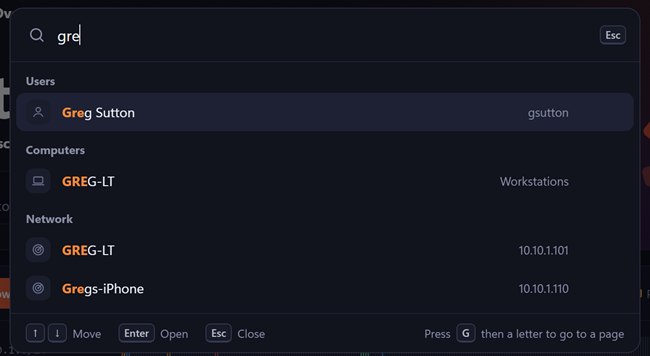 gre
Esc
Users
Greg Sutton gsutton
Computers
GREG-LT Workstations
Network
GREG-LT 10.10.1.101
Gregs-iPhone 10.10.1.110
↑ ↓ Move Enter Open Esc Close Press G then a letter to go to a page